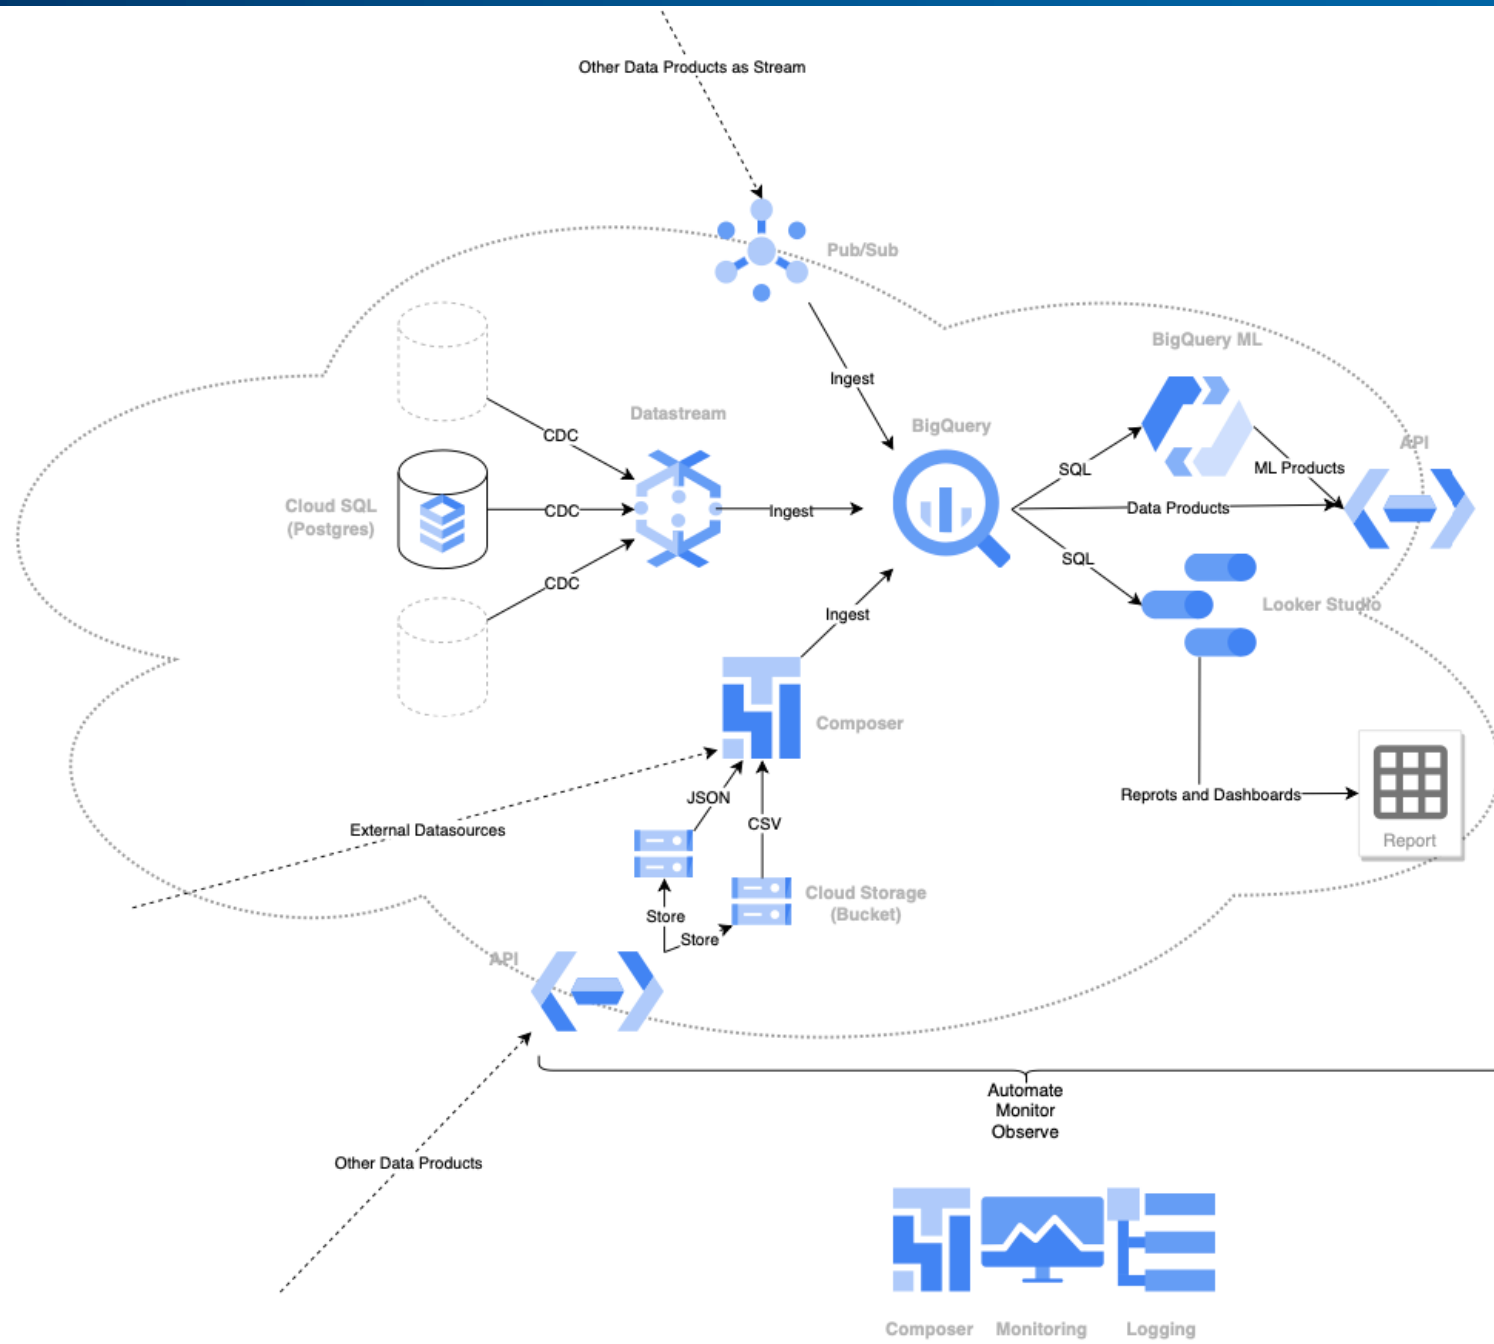 Other Data Products as Stream
Pub/Sub
BigQuery ML
Ingest
Datastream
BigQuery
CDC
API
SQL
ML Products
Cloud SQL
(Postgres)
CDC
Ingest
Data Products
SQL
CDC
Looker Studio
Ingest
Composer
JSON
Reprots and Dashboards
CSV
External Datasources
Report
Cloud Storage
(Bucket)
Store
Store
API
Automate
Monitor
Observe
Other Data Products
Composer
Monitoring
Logging